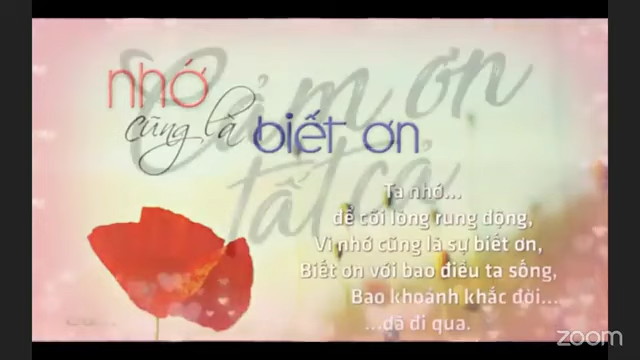 nhớ
cũng là biết ơn
Cảm ơn
tất cả
Ta nhớ...
để cõi lòng rung động,
Vì nhớ cũng là sự biết ơn,
Biết ơn với bao điều ta sống,
Bao khoảnh khắc đời...
...đã đi qua.
zoom